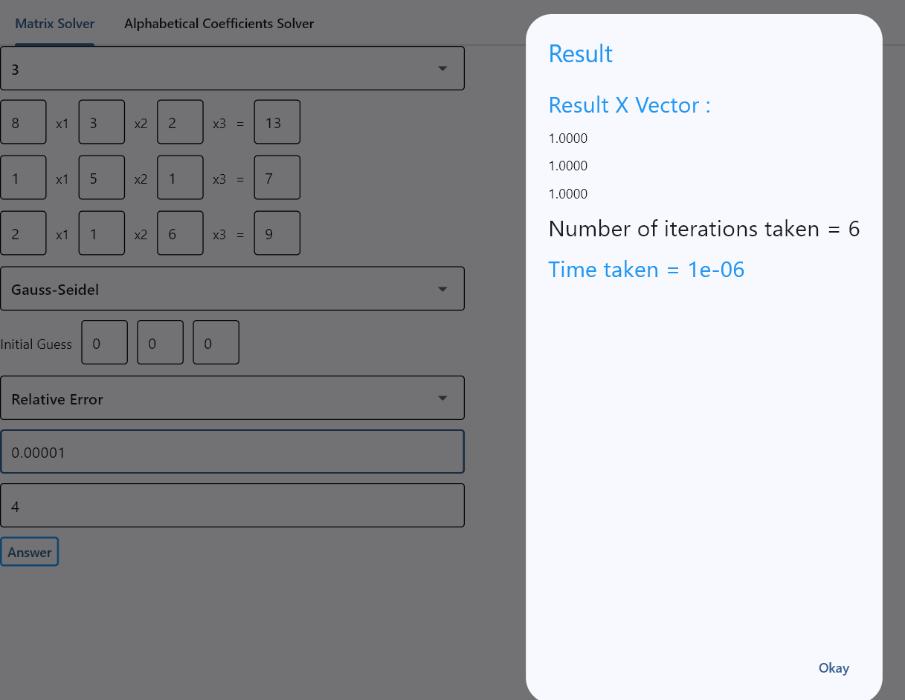 Matrix Solver Alphabetical Coefficients Solver
3
8 x1 3 x2 2 x3 = 13
1 x1 5 x2 1 x3 = 7
2 x1 1 x2 6 x3 = 9
Gauss-Seidel
Initial Guess 0 0 0
Relative Error
0.00001
4
Answer
Result
Result X Vector :
1.0000
1.0000
1.0000
Number of iterations taken = 6
Time taken = 1e-06
Okay